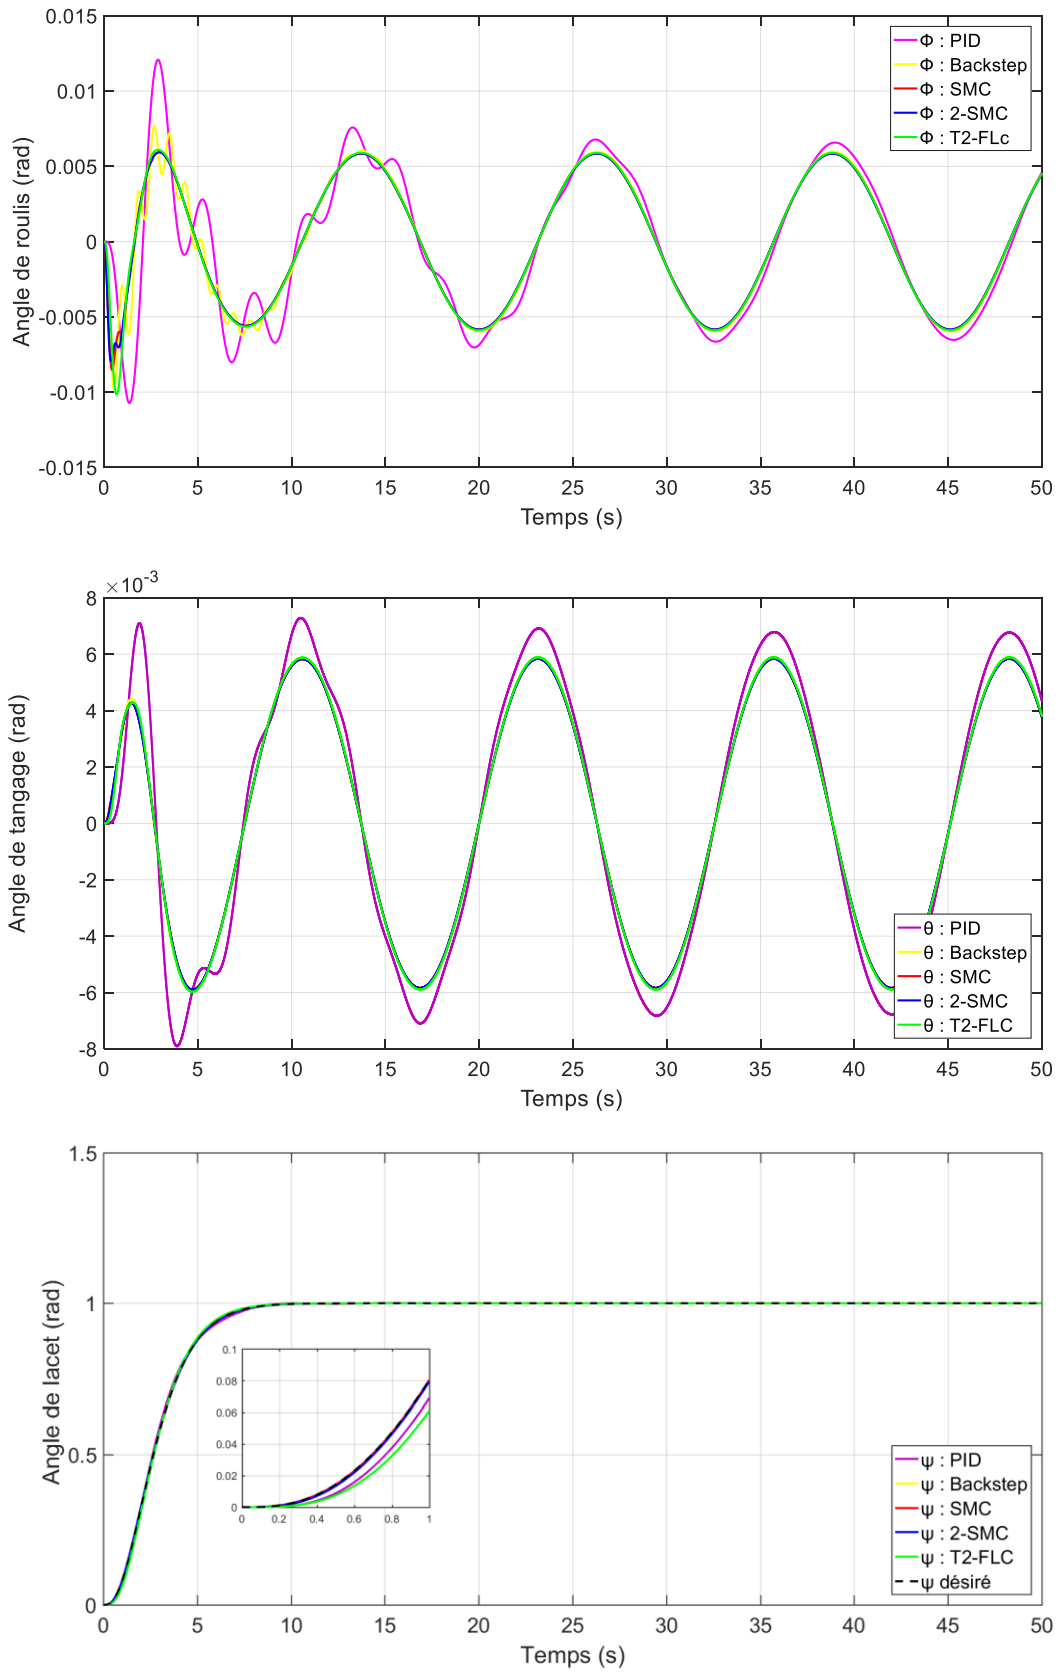 0.015
0.01
0.005
0
-0.005
-0.01
-0.015
Angle de roulis (rad)
Φ : PID
Φ : Backstep
Φ : SMC
Φ : 2-SMC
Φ : T2-FLc
0 5 10 15 20 25 30 35 40 45 50
Temps (s)
×10-3
8
6
4
2
0
-2
-4
-6
-8
Angle de tangage (rad)
θ : PID
θ : Backstep
θ : SMC
θ : 2-SMC
θ : T2-FLC
0 5 10 15 20 25 30 35 40 45 50
Temps (s)
1.5
1
0.5
0
Angle de lacet (rad)
0.1
0.08
0.06
0.04
0.02
0
0 0.2 0.4 0.6 0.8 1
ψ : PID
ψ : Backstep
ψ : SMC
ψ : 2-SMC
ψ : T2-FLC
ψ désiré
0 5 10 15 20 25 30 35 40 45 50
Temps (s)